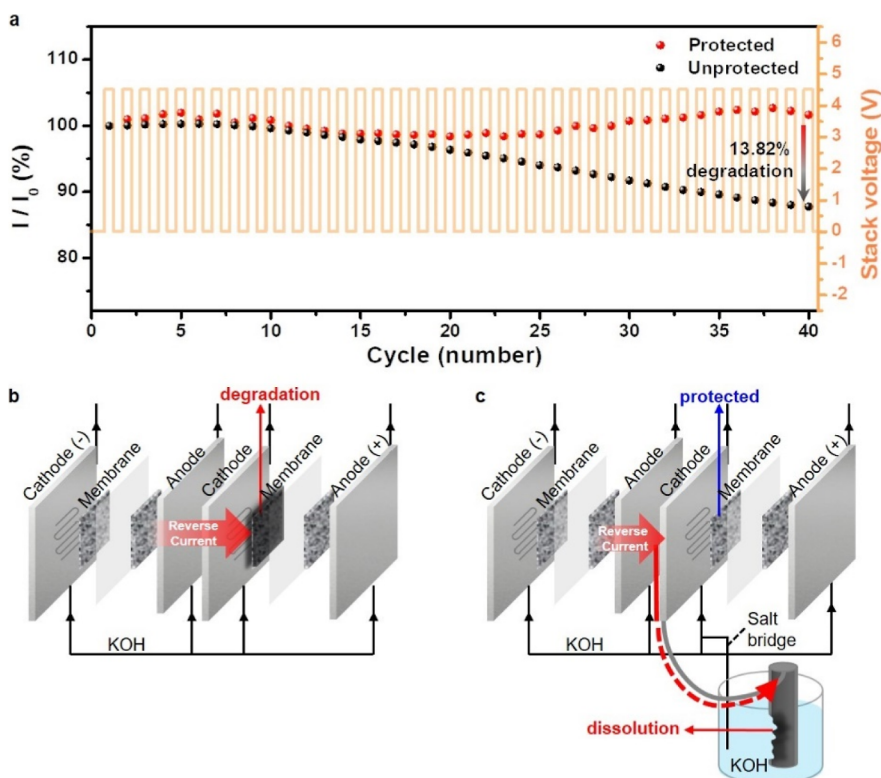 a
115
110
100
90
80
I / I0 (%)
0
5
10
15
20
25
30
35
40
Cycle (number)
6
5
4
3
2
1
0
-1
-2
Stack voltage (V)
Protected
Unprotected
13.82%
degradation
b
degradation
Cathode (-)
Membrane
Anode
Cathode
Membrane
Anode (+)
Reverse
Current
KOH
c
protected
Cathode (-)
Membrane
Anode
Cathode
Membrane
Anode (+)
Reverse
Current
KOH
Salt
bridge
dissolution
KOH